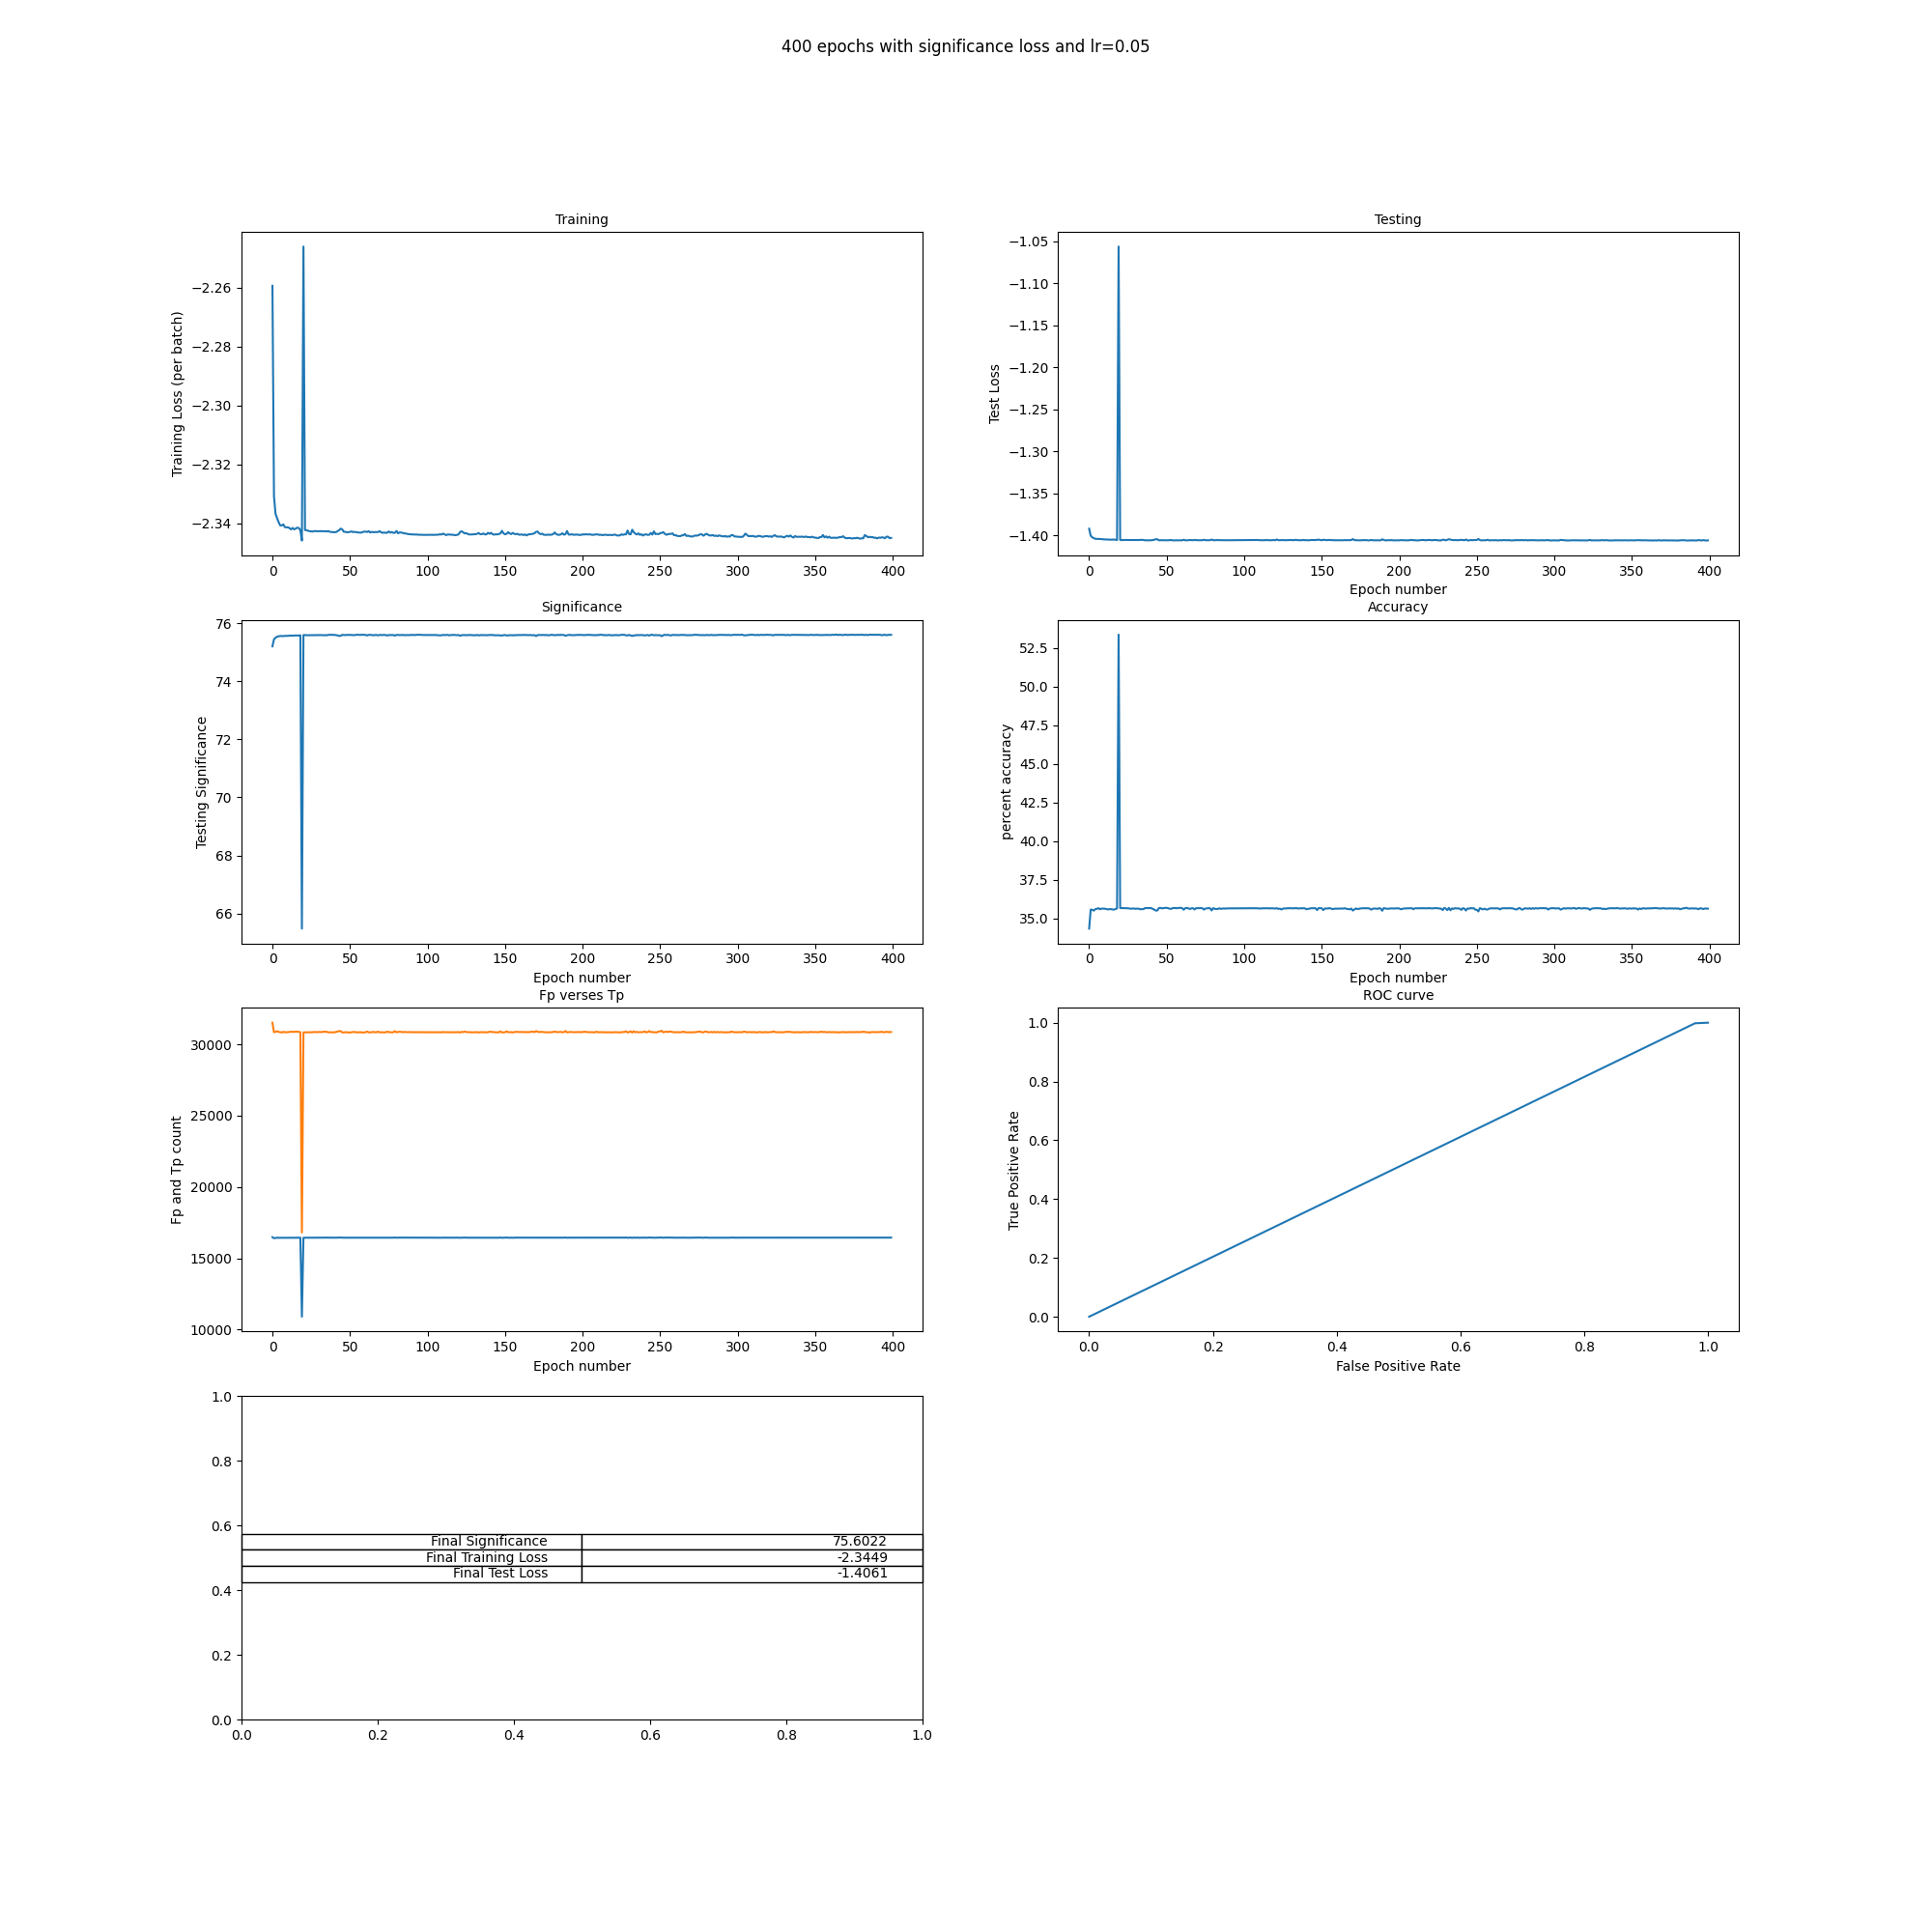 400 epochs with significance loss and lr=0.05
Training
Training Loss (per batch)
−2.26
−2.28
−2.30
−2.32
−2.34
0 50 100 150 200 250 300 350 400
Testing
Test Loss
−1.05
−1.10
−1.15
−1.20
−1.25
−1.30
−1.35
−1.40
0 50 100 150 200 250 300 350 400
Epoch number
Significance
Testing Significance
76
74
72
70
68
66
0 50 100 150 200 250 300 350 400
Epoch number
Accuracy
percent accuracy
52.5
50.0
47.5
45.0
42.5
40.0
37.5
35.0
0 50 100 150 200 250 300 350 400
Epoch number
Fp verses Tp
Fp and Tp count
30000
25000
20000
15000
10000
0 50 100 150 200 250 300 350 400
Epoch number
ROC curve
True Positive Rate
1.0
0.8
0.6
0.4
0.2
0.0
0.0 0.2 0.4 0.6 0.8 1.0
False Positive Rate
1.0
0.8
0.6
Final Significance 75.6022
Final Training Loss -2.3449
Final Test Loss -1.4061
0.4
0.2
0.0
0.0 0.2 0.4 0.6 0.8 1.0